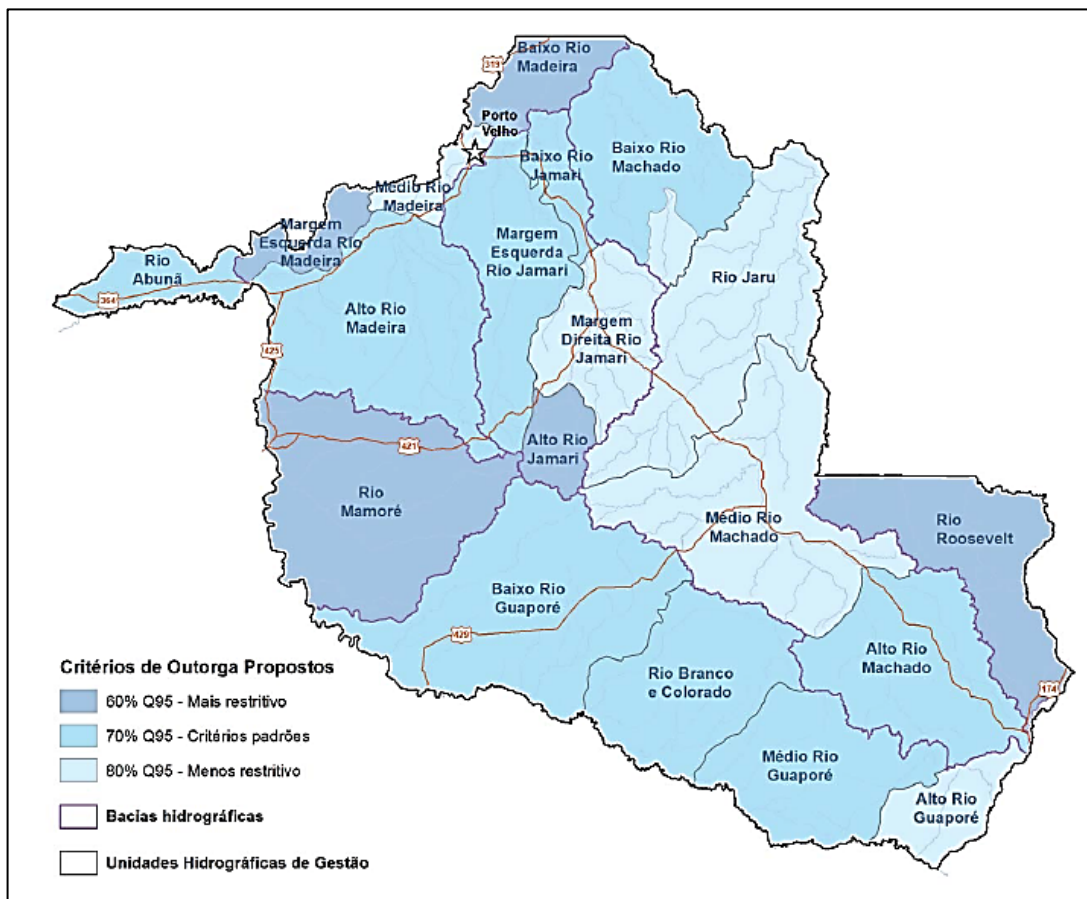 Baixo Rio
Madeira
319
Porto
Velho
Baixo Rio
Jamari
Baixo Rio
Machado
Médio Rio
Madeira
Margem
Esquerda Rio
Madeira
Rio
Abunã
364
Margem
Esquerda
Rio Jamari
Rio Jaru
Alto Rio
Madeira
Margem
Direita Rio
Jamari
425
421
Alto Rio
Jamari
Rio
Mamoré
Médio Rio
Machado
Rio
Roosevelt
Baixo Rio
Guaporé
429
Alto Rio
Machado
Rio Branco
e Colorado
174
Médio Rio
Guaporé
Alto Rio
Guaporé
Critérios de Outorga Propostos
60% Q95 - Mais restritivo
70% Q95 - Critérios padrões
80% Q95 - Menos restritivo
Bacias hidrográficas
Unidades Hidrográficas de Gestão